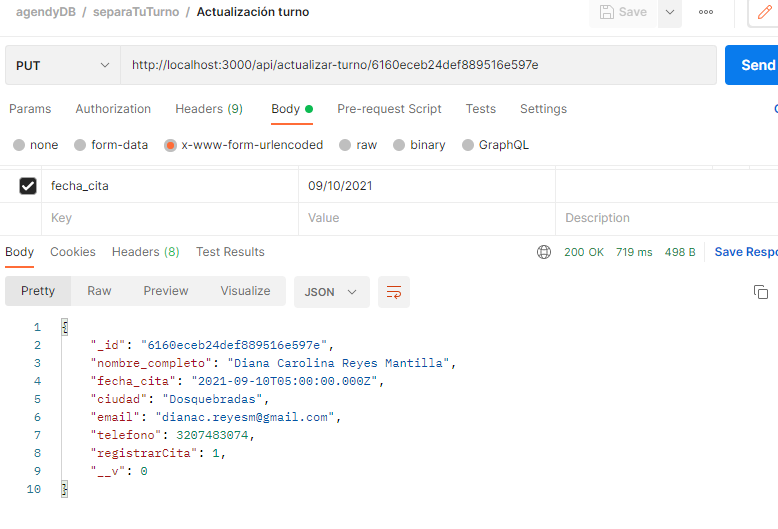 agendyDB / separaTuTurno / Actualización turno
Save
PUT
http://localhost:3000/api/actualizar-turno/6160eceb24def889516e597e
Send
Params Authorization Headers (9) Body Pre-request Script Tests Settings
none form-data x-www-form-urlencoded raw binary GraphQL
fecha_cita 09/10/2021
Key Value Description
Body Cookies Headers (8) Test Results 200 OK 719 ms 498 B Save Respo
Pretty Raw Preview Visualize JSON
1 {
2 "_id": "6160eceb24def889516e597e",
3 "nombre_completo": "Diana Carolina Reyes Mantilla",
4 "fecha_cita": "2021-09-10T05:00:00.000Z",
5 "ciudad": "Dosquebradas",
6 "email": "dianac.reyesm@gmail.com",
7 "telefono": 3207483074,
8 "registrarCita": 1,
9 "__v": 0
10 }